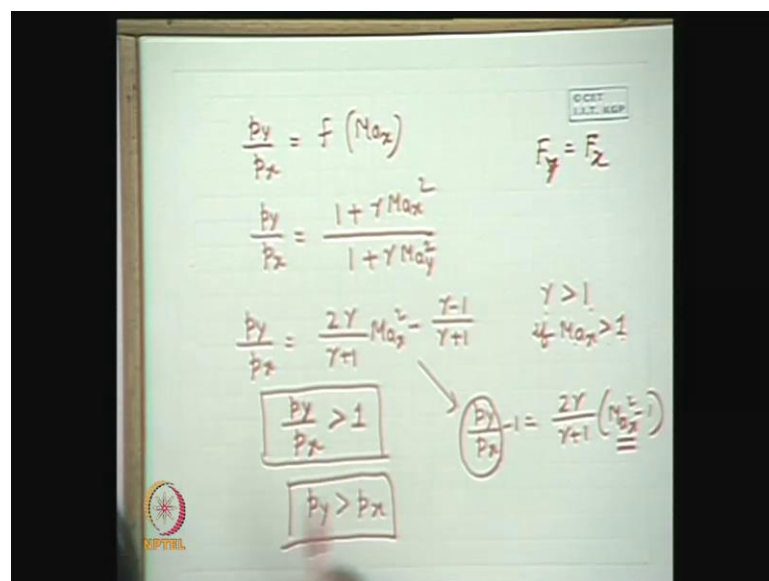 ©CET
I.I.T. KGP
py/px = f (Max)
Fy = Fx
py/px = (1 + γ Max²)/(1 + γ May²)
py/px = 2γ/(γ+1) Max² - (γ-1)/(γ+1)
γ > 1
if Max > 1
py/px > 1
py/px - 1 = 2γ/(γ+1) (Max² - 1)
py > px
NPTEL